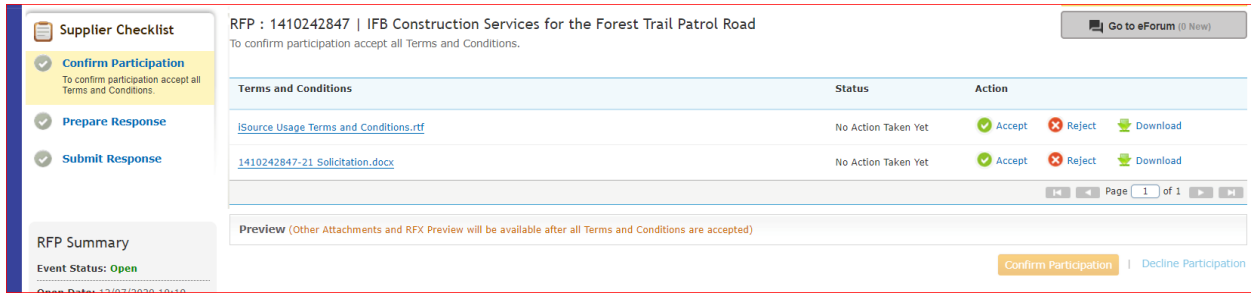 Supplier Checklist
Confirm Participation
To confirm participation accept all
Terms and Conditions.
Prepare Response
Submit Response
RFP Summary
Event Status: Open
RFP : 1410242847 | IFB Construction Services for the Forest Trail Patrol Road
To confirm participation accept all Terms and Conditions.
Go to eForum (0 New)
Terms and Conditions Status Action
iSource Usage Terms and Conditions.rtf No Action Taken Yet Accept Reject Download
1410242847-21 Solicitation.docx No Action Taken Yet Accept Reject Download
Page 1 of 1
Preview (Other Attachments and RFX Preview will be available after all Terms and Conditions are accepted)
Confirm Participation | Decline Participation